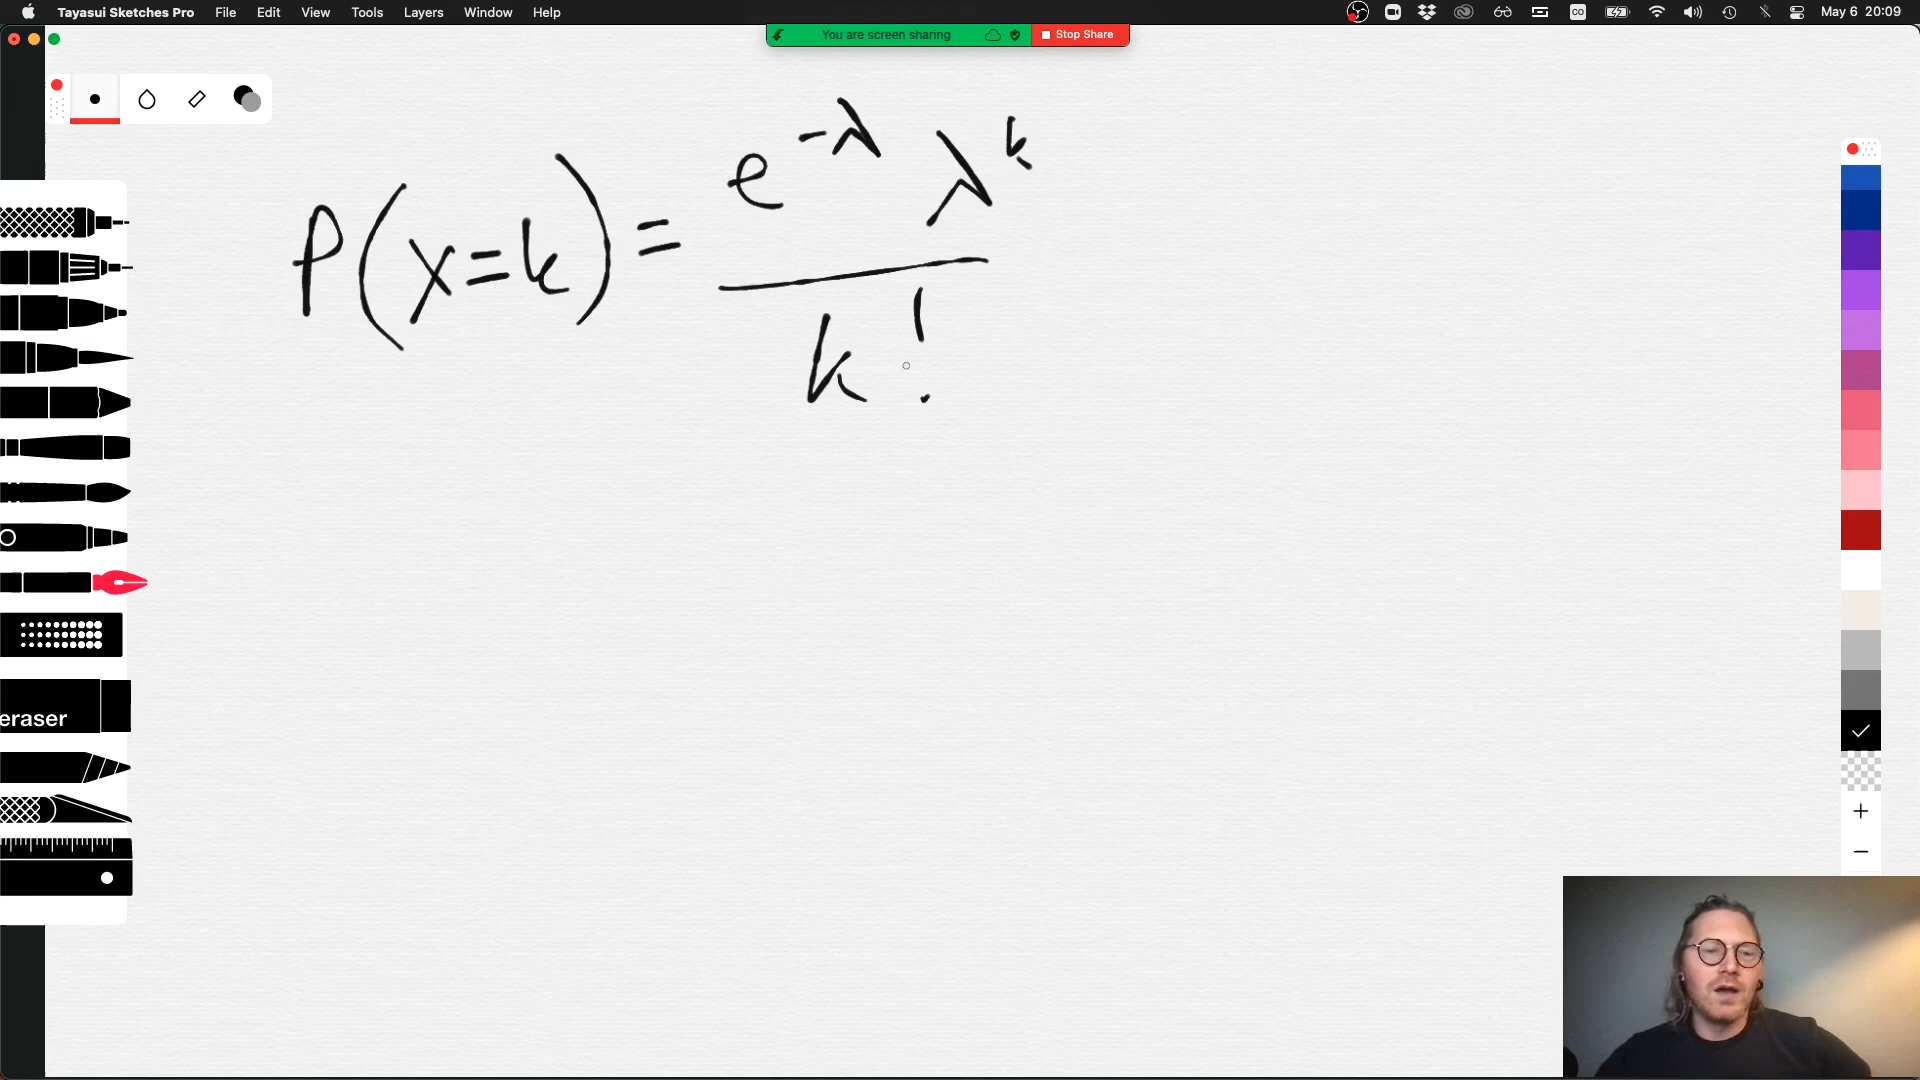 Tayasui Sketches Pro File Edit View Tools Layers Window Help May 6 20:09
You are screen sharing Stop Share
P(x=k) = e^{-λ} λ^k / k!
eraser